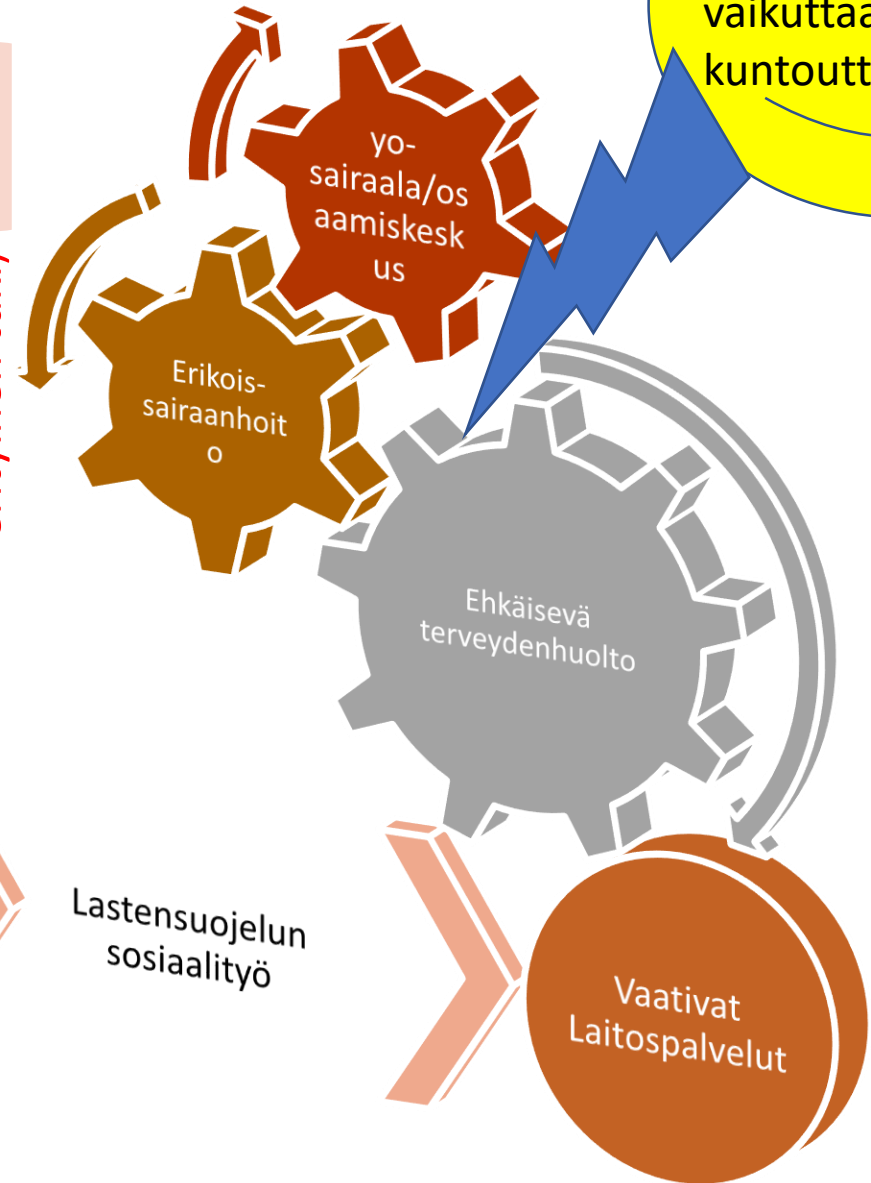 vaikuttaa
kuntoutt
yo-
sairaala/os
aamiskesk
us
Erikois-
sairaanhoit
o
Ehkäisevä
terveydenhuolto
Lastensuojelun
sosiaalityö
Vaativat
Laitospalvelut